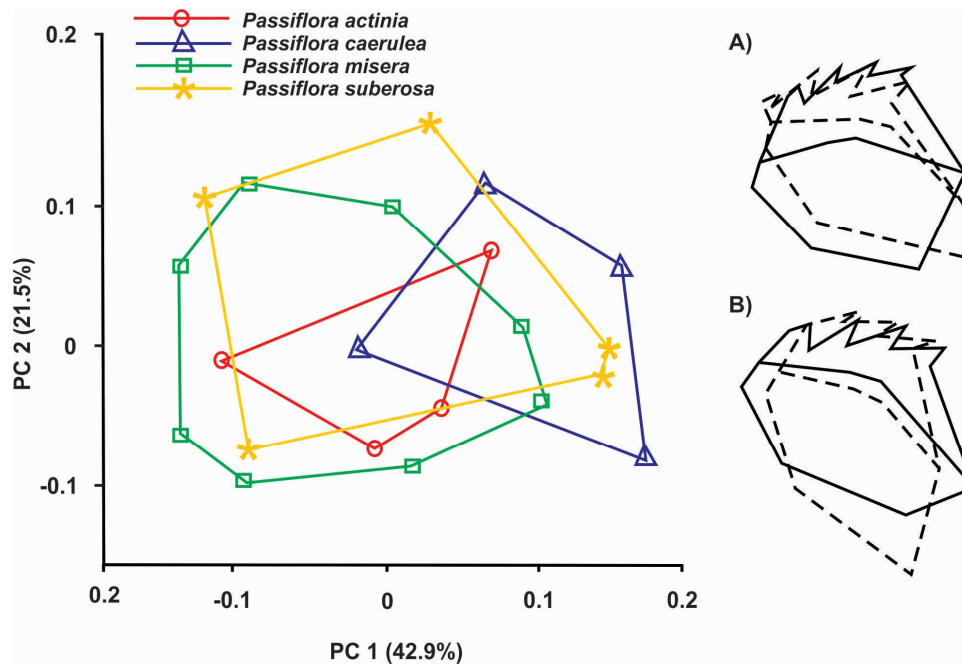 Passiflora actinia
Passiflora caerulea
Passiflora misera
Passiflora suberosa
A)
B)
0.2
0.1
0
-0.1
PC 2 (21.5%)
0.2 -0.1 0 0.1 0.2
PC 1 (42.9%)